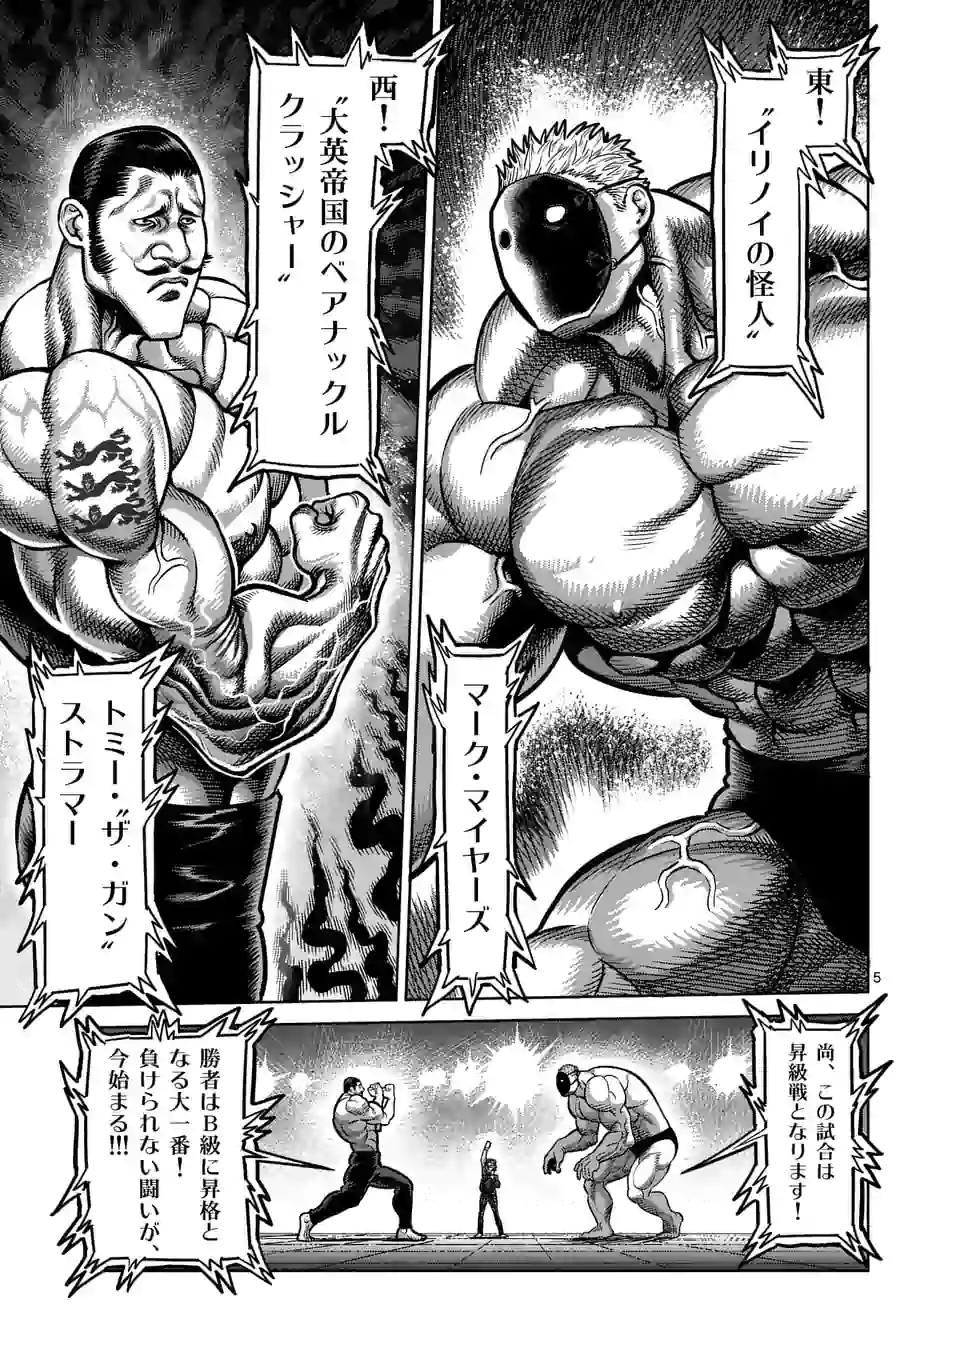 東！
〝イリノイの怪人〟
マーク・マイヤーズ
西！
〝大英帝国のベアナックル
クラッシャー〟
トミー・〝ザ・ガン〟
ストラマー
5
尚、この試合は
昇級戦となります！
勝者はＢ級に昇格と
なる大一番！
負けられない闘いが、
今始まる!!!